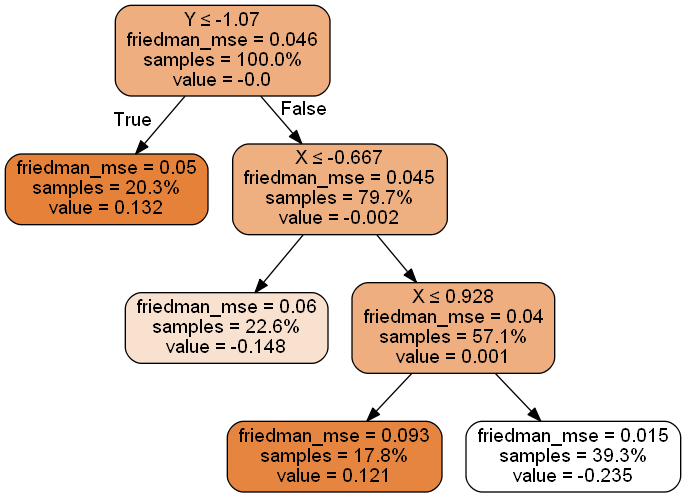 Y ≤ -1.07
friedman_mse = 0.046
samples = 100.0%
value = -0.0
True
False
friedman_mse = 0.05
samples = 20.3%
value = 0.132
X ≤ -0.667
friedman_mse = 0.045
samples = 79.7%
value = -0.002
friedman_mse = 0.06
samples = 22.6%
value = -0.148
X ≤ 0.928
friedman_mse = 0.04
samples = 57.1%
value = 0.001
friedman_mse = 0.093
samples = 17.8%
value = 0.121
friedman_mse = 0.015
samples = 39.3%
value = -0.235